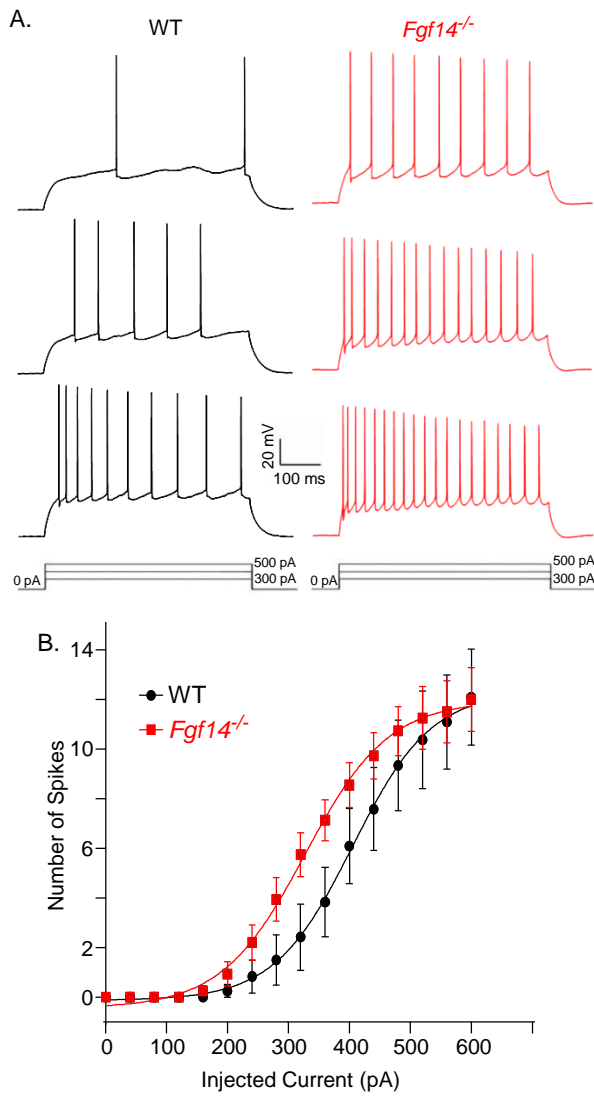 A.
WT
Fgf14-/-
20 mV
100 ms
0 pA
500 pA
300 pA
0 pA
500 pA
300 pA
B.
WT
Fgf14-/-
Number of Spikes
14
10
6
2
0
0
100
200
300
400
500
600
Injected Current (pA)